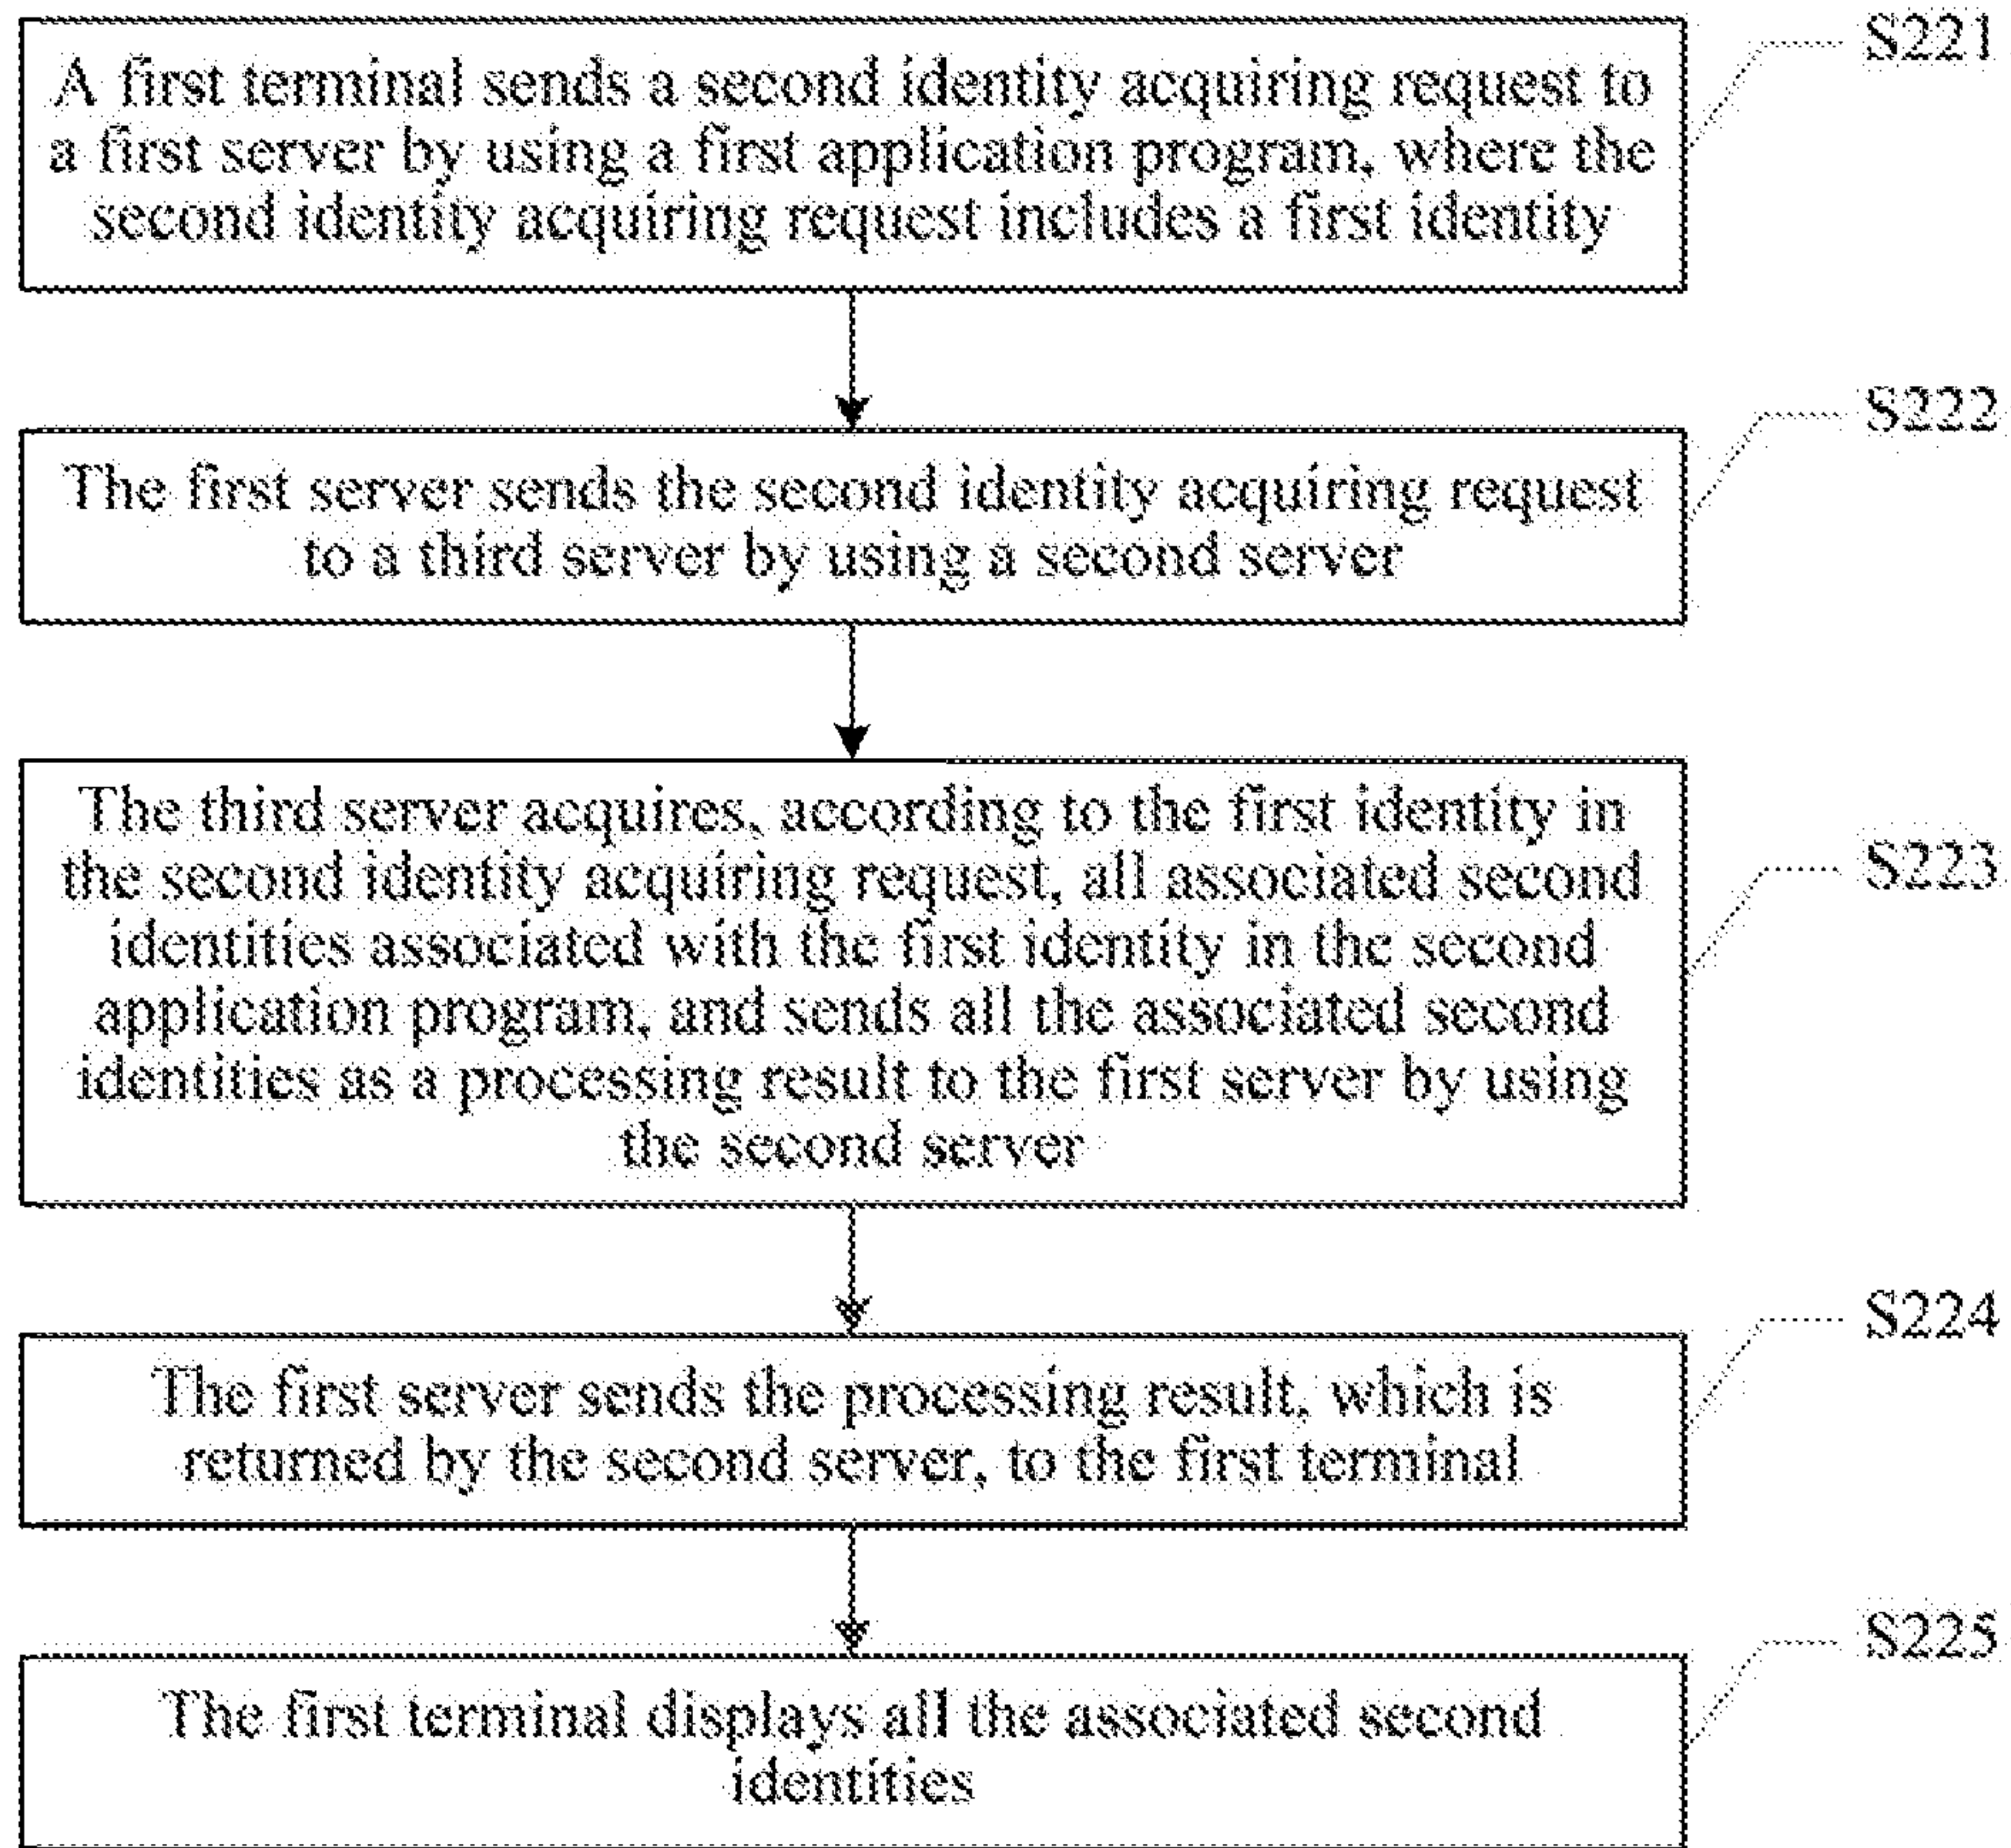 S221
A first terminal sends a second identity acquiring request to
a first server by using a first application program, where the
second identity acquiring request includes a first identity
S222
The first server sends the second identity acquiring request
to a third server by using a second server
The third server acquires, according to the first identity in
the second identity acquiring request, all associated second
S223
identities associated with the first identity in the second
application program, and sends all the associated second
identities as a processing result to the first server by using
the second server
S224
The first server sends the processing result, which is
returned by the second server, to the first terminal
S225
The first terminal displays all the associated second
identities